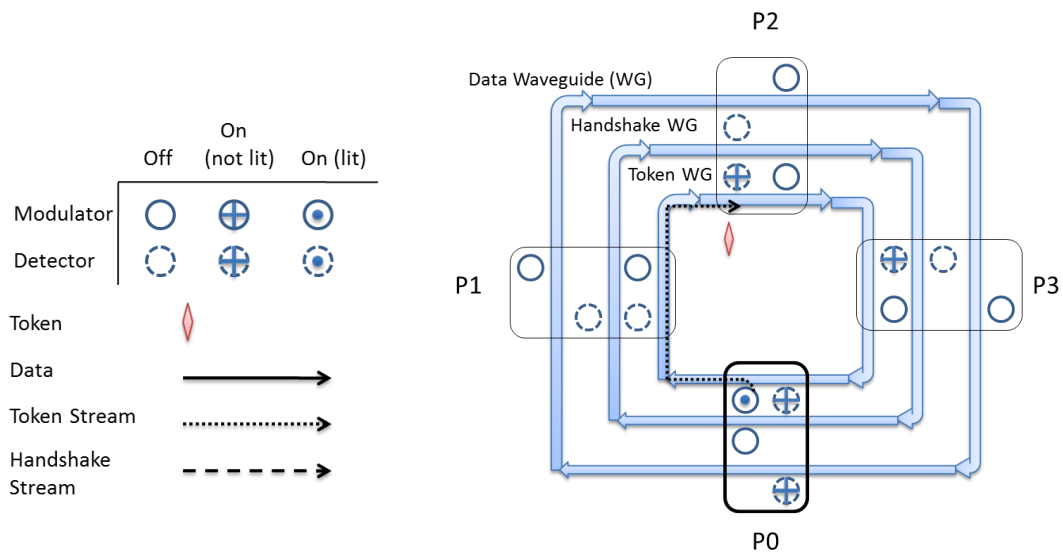 On
Off (not lit) On (lit)
Modulator
Detector
Token
Data
Token Stream
Handshake
Stream
P2
Data Waveguide (WG)
Handshake WG
Token WG
P1
P3
P0